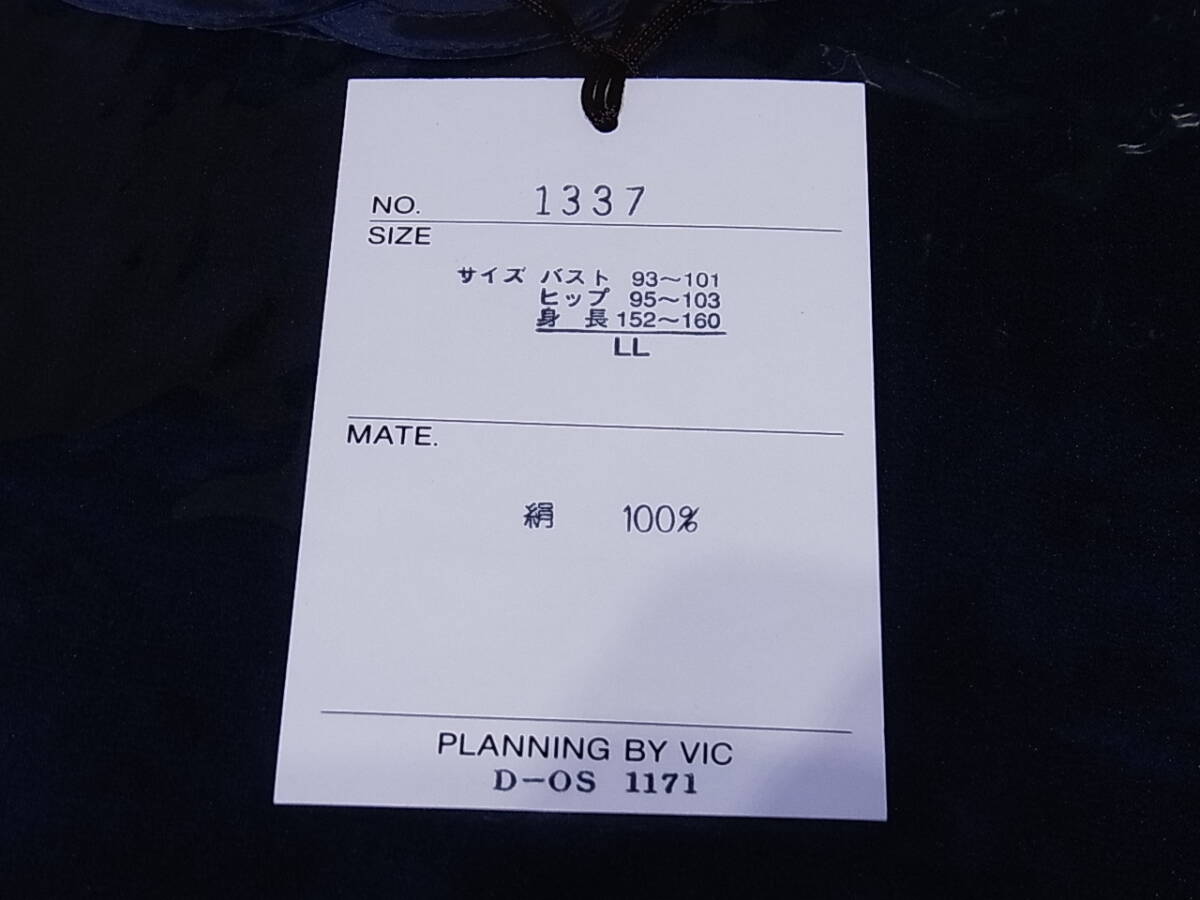 NO. 1337
SIZE
サイズ バスト 93～101
ヒップ 95～103
身長 152～160
LL
MATE.
絹 100%
PLANNING BY VIC
D-OS 1171